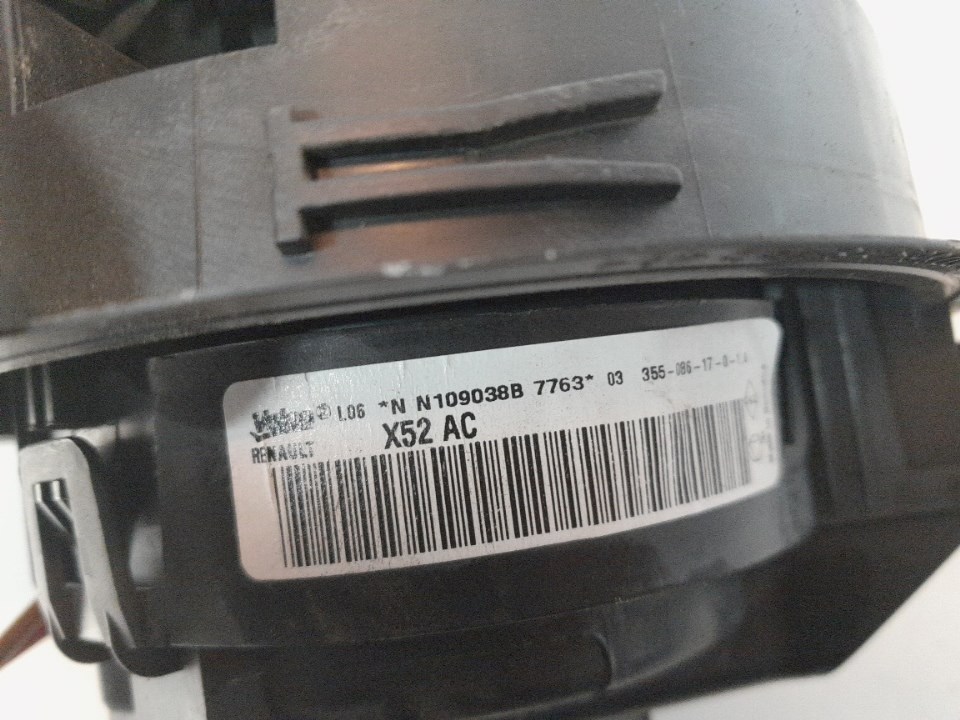 Valeo® L06 *N N109038B 7763* 03 355-086-17-0-1A
RENAULT X52 AC